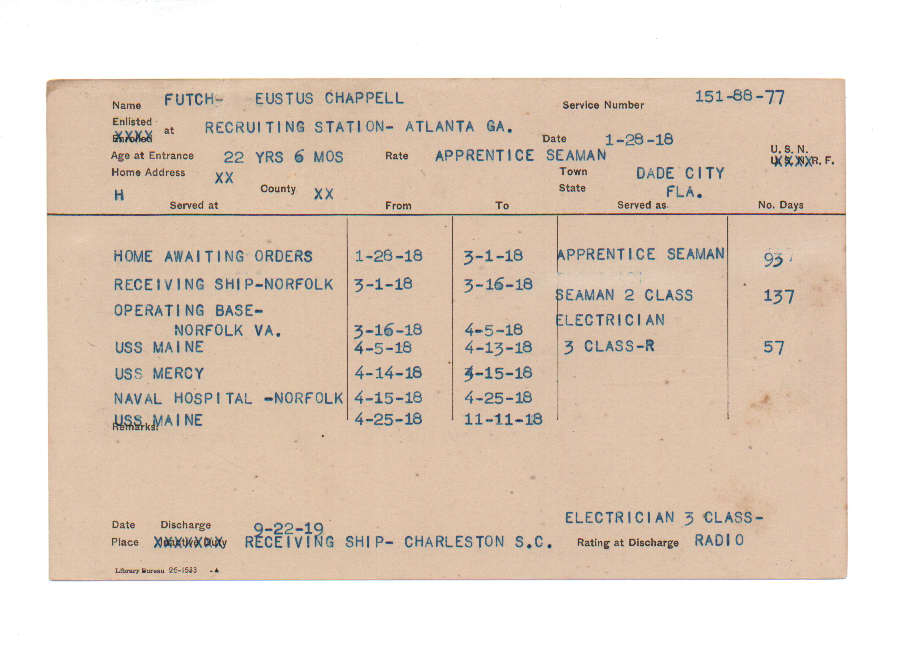 Name FUTCH- EUSTUS CHAPPELL Service Number 151-88-77
Enlisted
XXXX at RECRUITING STATION- ATLANTA GA. Date 1-28-18
Age at Entrance 22 YRS 6 MOS Rate APPRENTICE SEAMAN U. S. N.
U. S. N. R. F.
Home Address XX Town DADE CITY
H County XX State FLA.
Served at From To Served as No. Days
HOME AWAITING ORDERS 1-28-18 3-1-18 APPRENTICE SEAMAN 93
RECEIVING SHIP-NORFOLK 3-1-18 3-16-18
SEAMAN 2 CLASS 137
OPERATING BASE-
ELECTRICIAN
NORFOLK VA. 3-16-18 4-5-18
USS MAINE 4-5-18 4-13-18 3 CLASS-R 57
USS MERCY 4-14-18 4-15-18
NAVAL HOSPITAL -NORFOLK 4-15-18 4-25-18
USS MAINE 4-25-18 11-11-18
Remarks:
ELECTRICIAN 3 CLASS-
Date Discharge 9-22-19
Place RECEIVING SHIP- CHARLESTON S.C. Rating at Discharge RADIO
Library Bureau 26-1533